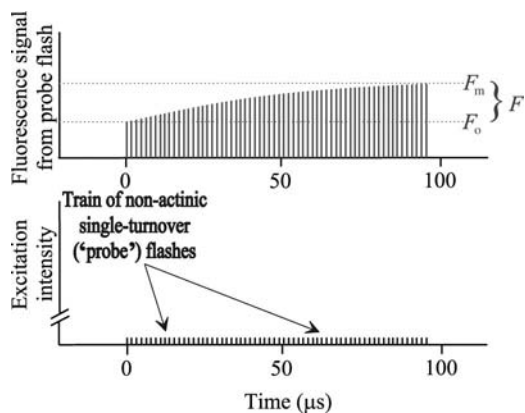 Fluorescence signal
from probe flash
F_m
F_o
} F
0
50
100
Train of non-actinic
single-turnover
(‘probe’) flashes
Excitation
intensity
0
50
100
Time (μs)